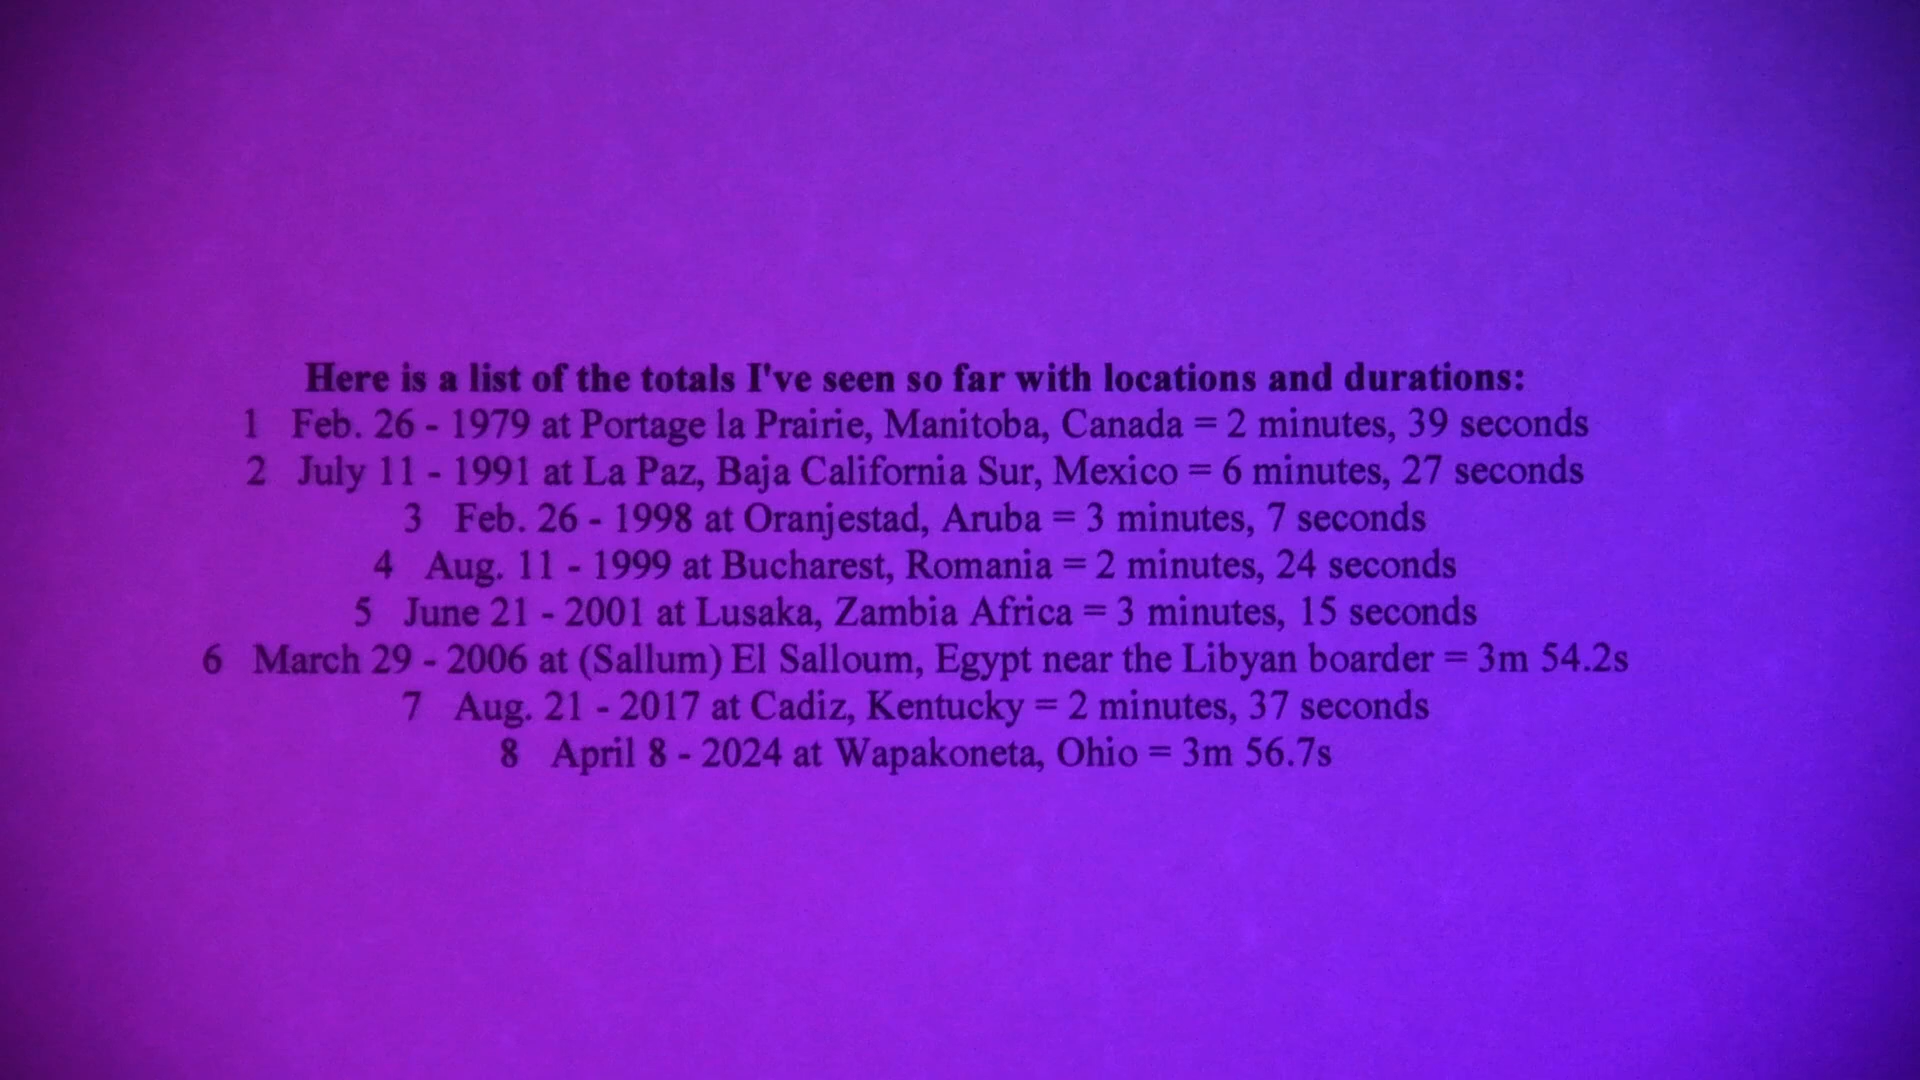 Here is a list of the totals I've seen so far with locations and durations:
1 Feb. 26 - 1979 at Portage la Prairie, Manitoba, Canada = 2 minutes, 39 seconds
2 July 11 - 1991 at La Paz, Baja California Sur, Mexico = 6 minutes, 27 seconds
3 Feb. 26 - 1998 at Oranjestad, Aruba = 3 minutes, 7 seconds
4 Aug. 11 - 1999 at Bucharest, Romania = 2 minutes, 24 seconds
5 June 21 - 2001 at Lusaka, Zambia Africa = 3 minutes, 15 seconds
6 March 29 - 2006 at (Sallum) El Salloum, Egypt near the Libyan boarder = 3m 54.2s
7 Aug. 21 - 2017 at Cadiz, Kentucky = 2 minutes, 37 seconds
8 April 8 - 2024 at Wapakoneta, Ohio = 3m 56.7s